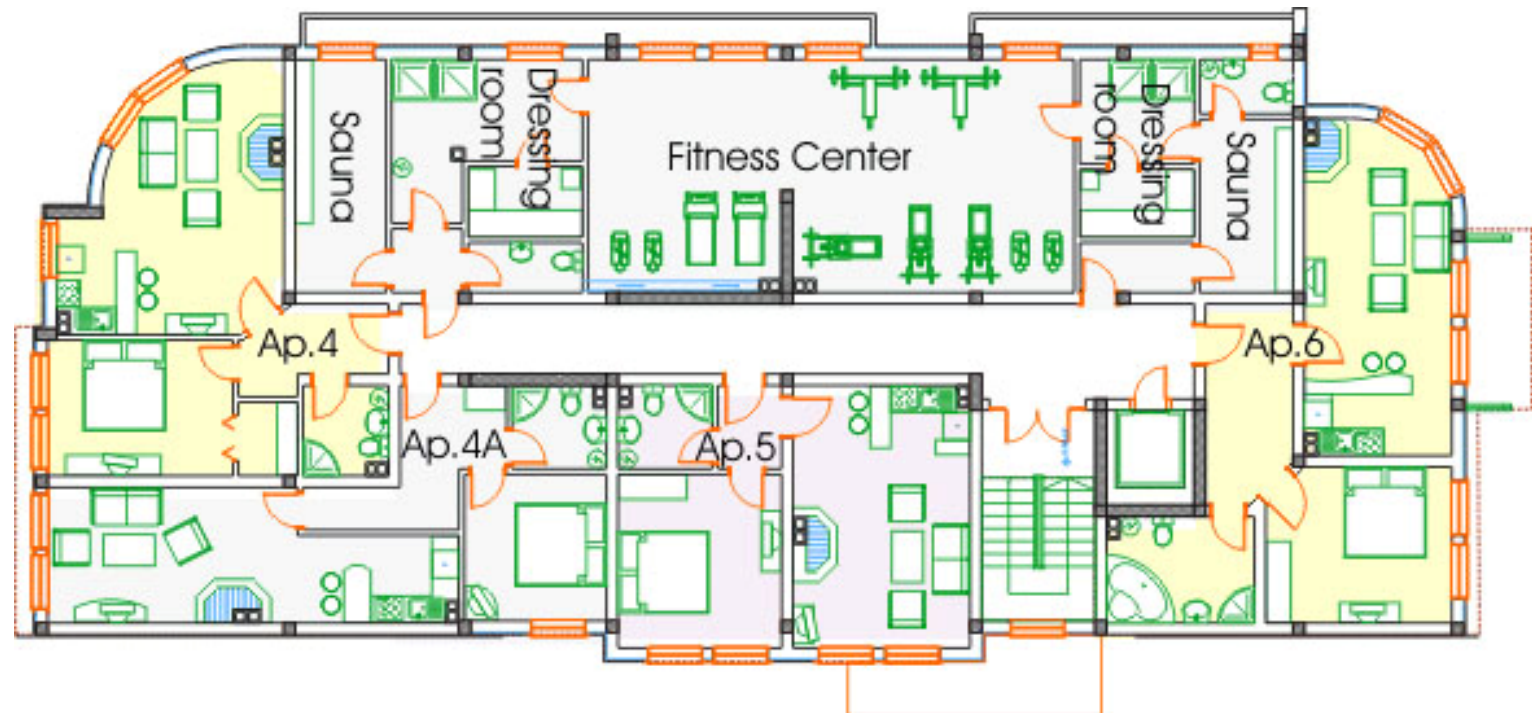 Sauna
Dressing
room
Fitness Center
Dressing
room
Sauna
Ap.4
Ap.6
Ap.4A
Ap.5